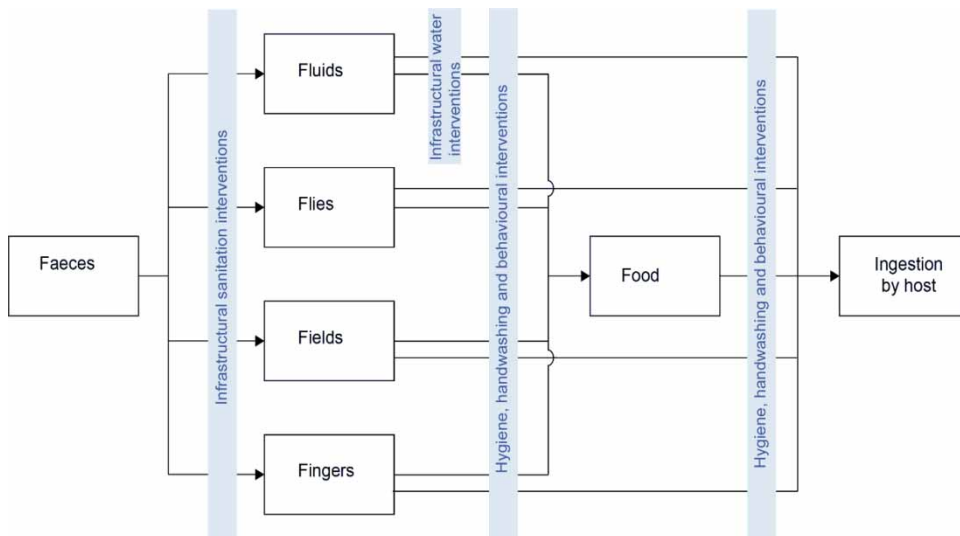 Faeces
Infrastructural sanitation interventions
Fluids
Flies
Fields
Fingers
Infrastructural water
interventions
Hygiene, handwashing and behavioural interventions
Food
Hygiene, handwashing and behavioural interventions
Ingestion
by host